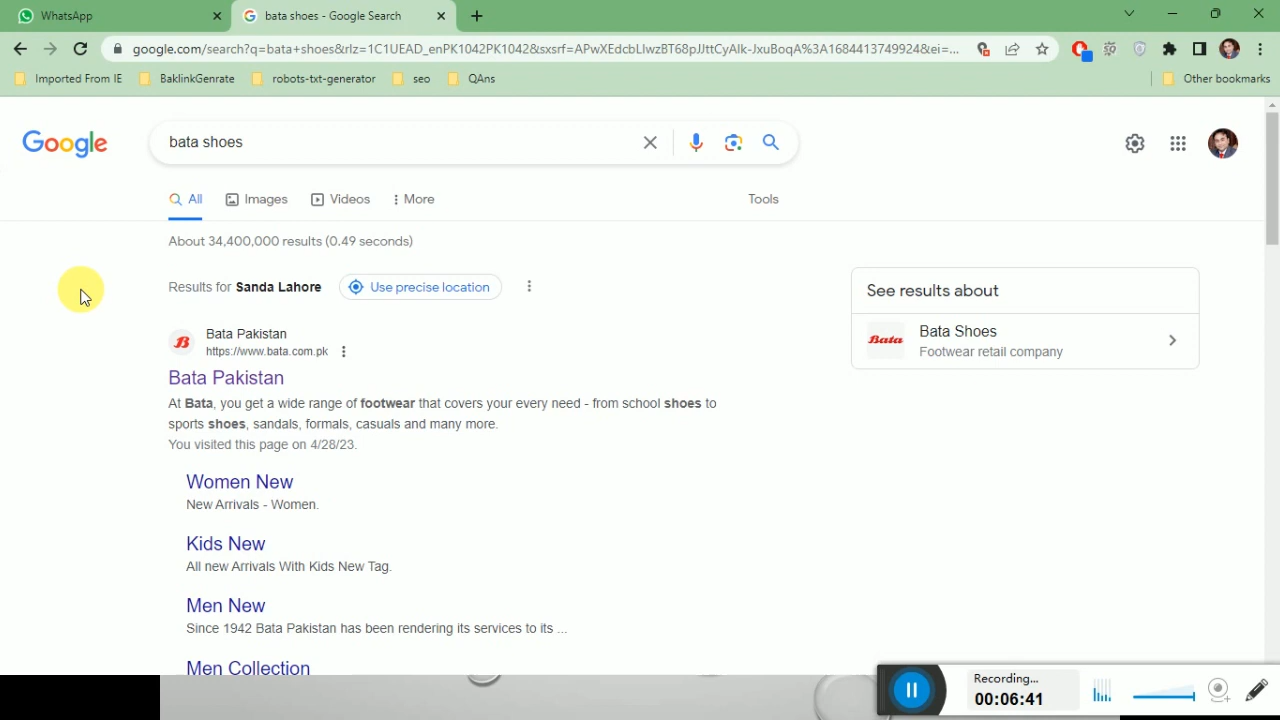 WhatsApp
bata shoes - Google Search
google.com/search?q=bata+shoes&rlz=1C1UEAD_enPK1042PK1042&sxsrf=APwXEdcbLIwzBT68pJJttCyAIk-JxuBoqA%3A1684413749924&ei=...
Imported From IE
BaklinkGenrate
robots-txt-generator
seo
QAns
Other bookmarks
Google
bata shoes
All
Images
Videos
More
Tools
About 34,400,000 results (0.49 seconds)
Results for Sanda Lahore
Use precise location
See results about
Bata
Bata Shoes
Footwear retail company
B
Bata Pakistan
https://www.bata.com.pk
Bata Pakistan
At Bata, you get a wide range of footwear that covers your every need - from school shoes to
sports shoes, sandals, formals, casuals and many more.
You visited this page on 4/28/23.
Women New
New Arrivals - Women.
Kids New
All new Arrivals With Kids New Tag.
Men New
Since 1942 Bata Pakistan has been rendering its services to its ...
Men Collection
Recording...
00:06:41